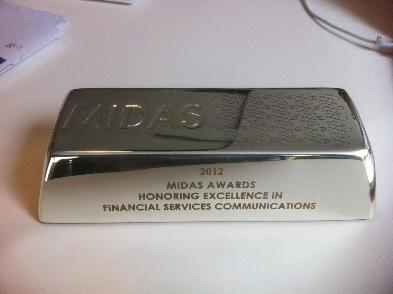 MIDAS
2012
MIDAS AWARDS
HONORING EXCELLENCE IN
FINANCIAL SERVICES COMMUNICATIONS